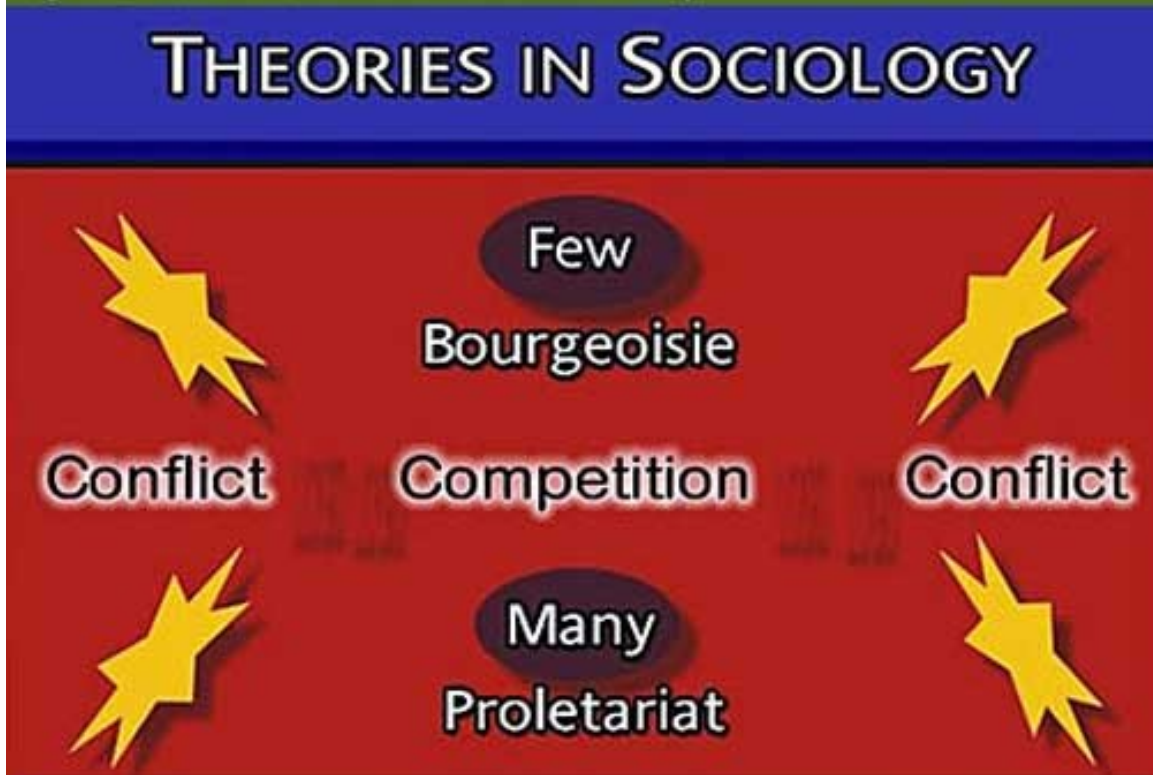 THEORIES IN SOCIOLOGY
Few
Bourgeoisie
Conflict Competition Conflict
Many
Proletariat